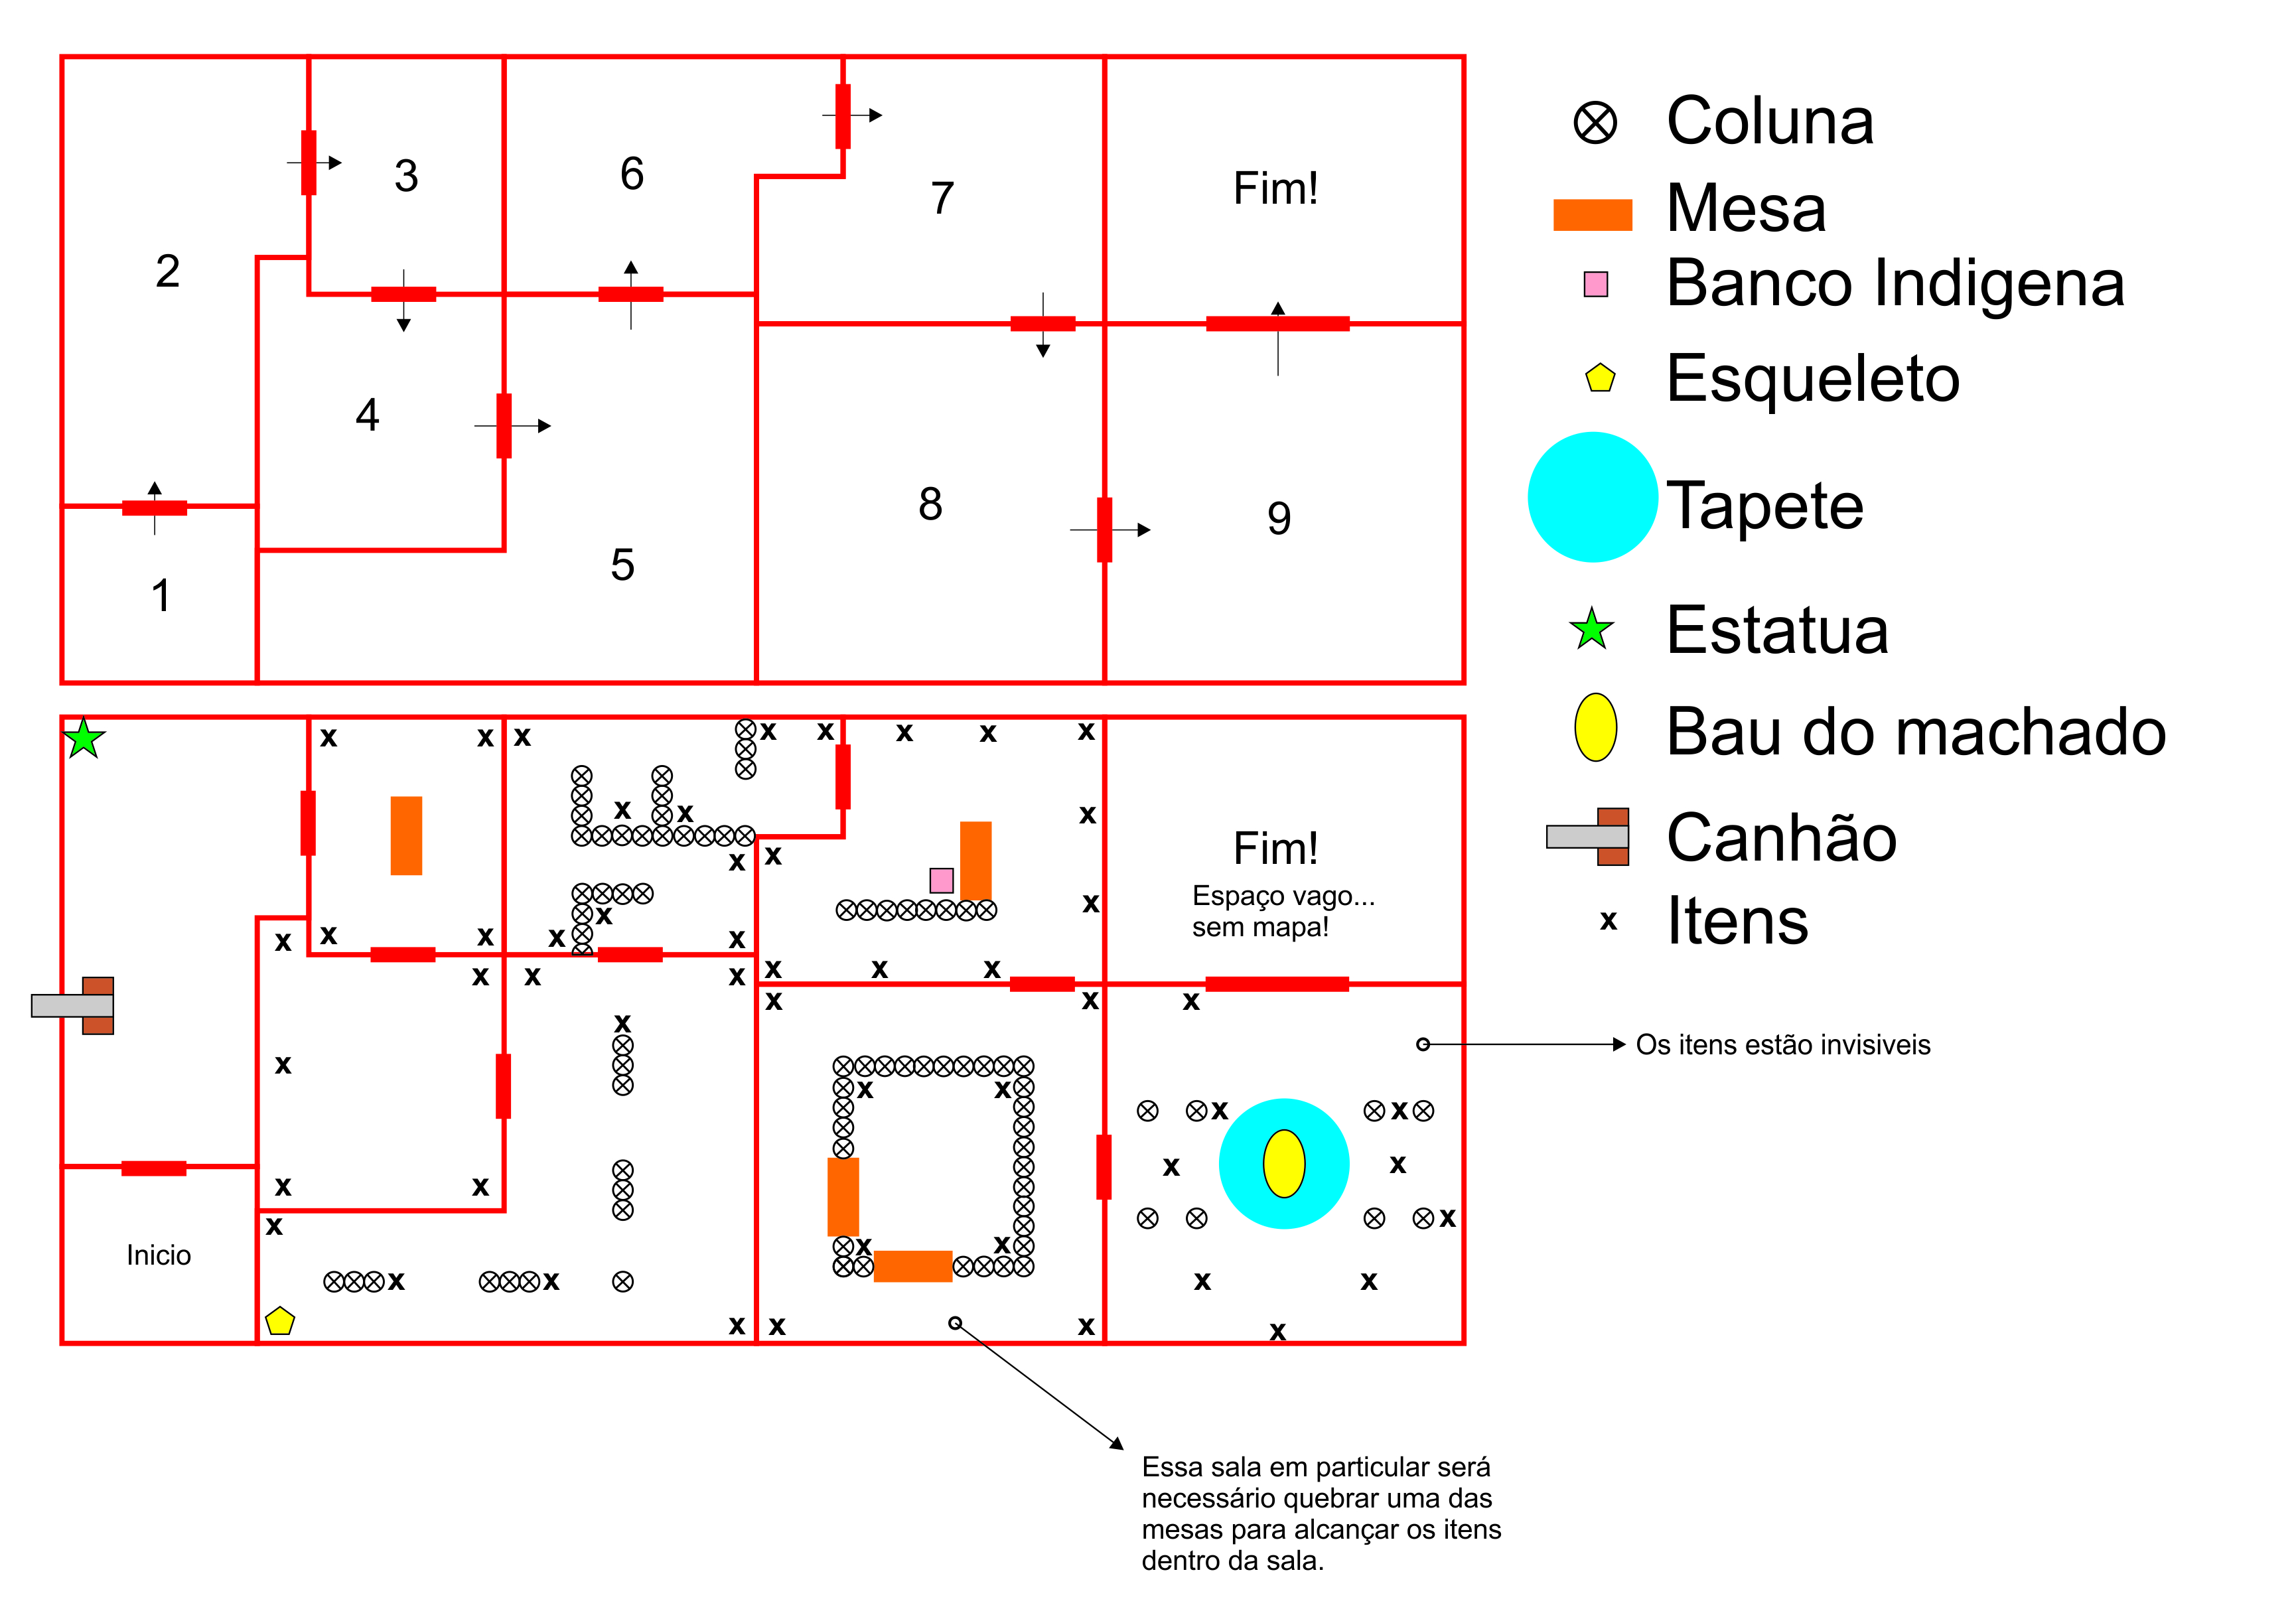 2
3
6
7
Fim!
4
8
9
5
1
Coluna
Mesa
Banco Indigena
Esqueleto
Tapete
Estatua
Bau do machado
Canhão
x Itens
x x x x x x x x
x x x
Fim!
x x x
Espaço vago...
sem mapa!
x x
x x x x x x
x x x x x x
x x x x
x
Os itens estão invisiveis
x x
x x x
x x x
x x x
x x x
Inicio
x x x x
x x x x
Essa sala em particular será
necessário quebrar uma das
mesas para alcançar os itens
dentro da sala.